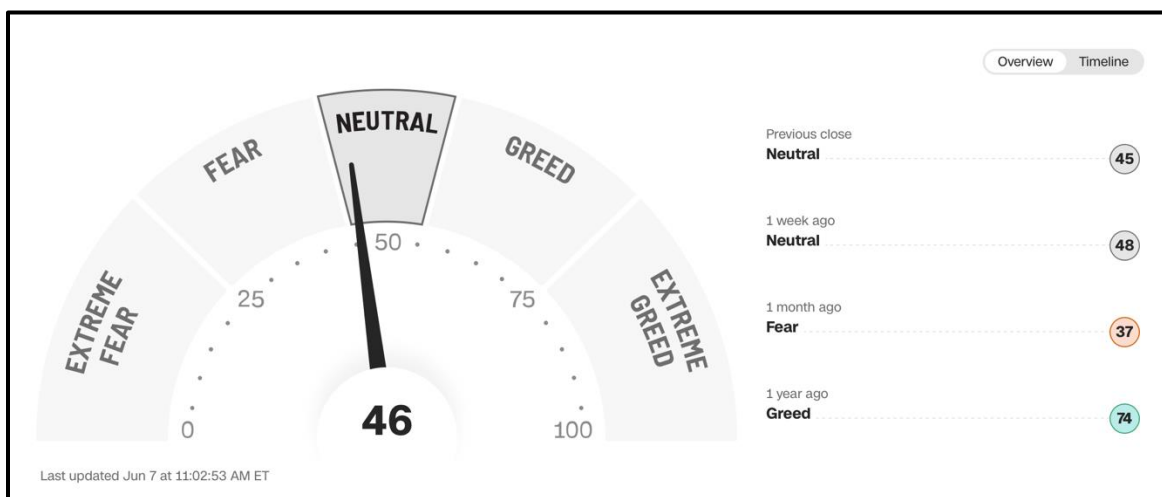 Overview Timeline
NEUTRAL
FEAR
GREED
EXTREME
FEAR
EXTREME
GREED
50
25
75
0
100
46
Previous close
Neutral 45
1 week ago
Neutral 48
1 month ago
Fear 37
1 year ago
Greed 74
Last updated Jun 7 at 11:02:53 AM ET